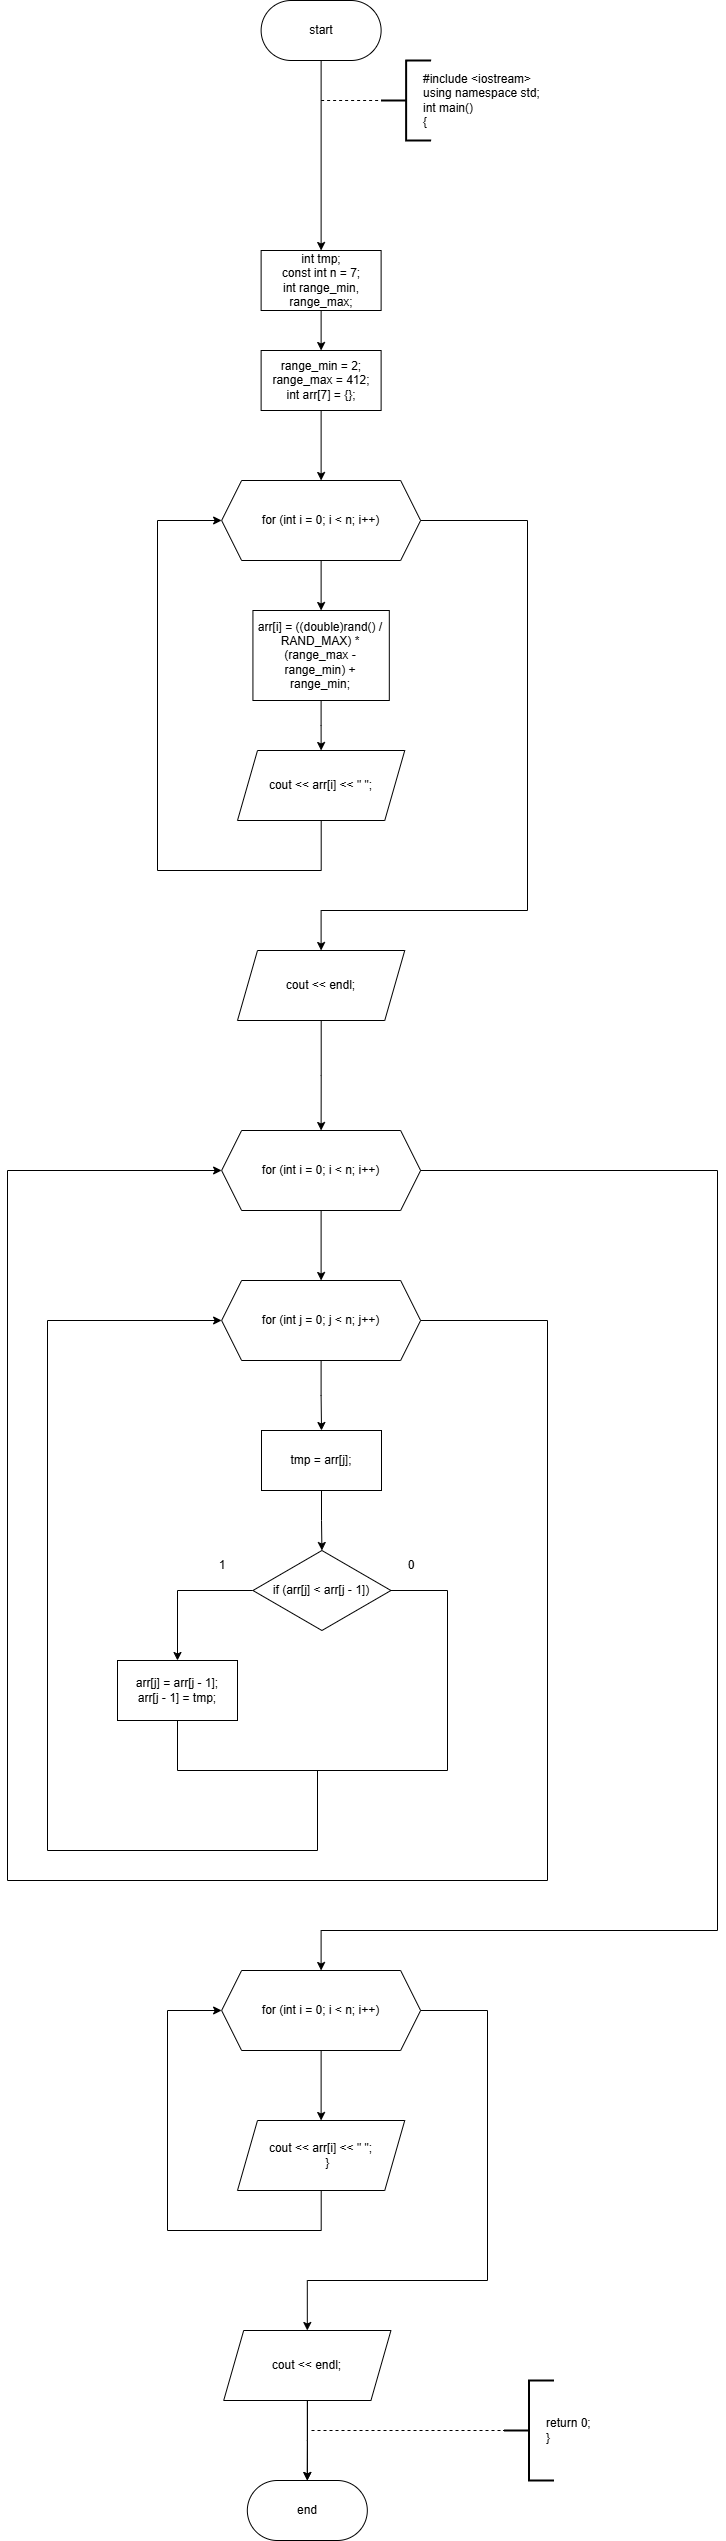 start
#include <iostream>
using namespace std;
int main()
{
int tmp;
const int n = 7;
int range_min,
range_max;
range_min = 2;
range_max = 412;
int arr[7] = {};
for (int i = 0; i < n; i++)
arr[i] = ((double)rand() /
RAND_MAX) *
(range_max -
range_min) +
range_min;
cout << arr[i] << " ";
cout << endl;
for (int i = 0; i < n; i++)
for (int j = 0; j < n; j++)
tmp = arr[j];
1
0
if (arr[j] < arr[j - 1])
arr[j] = arr[j - 1];
arr[j - 1] = tmp;
for (int i = 0; i < n; i++)
cout << arr[i] << " ";
}
cout << endl;
return 0;
}
end